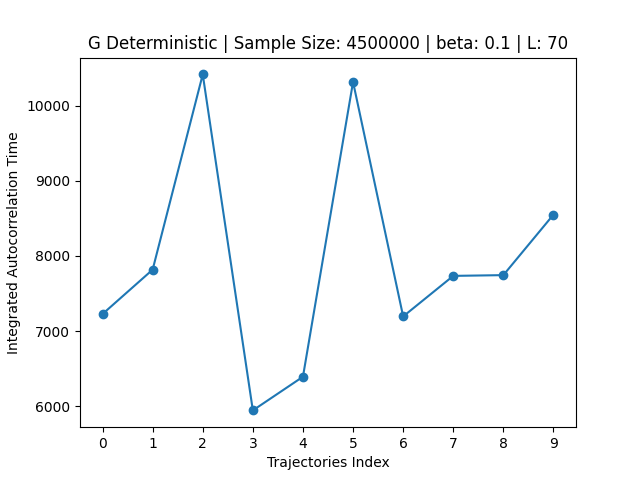 G Deterministic | Sample Size: 4500000 | beta: 0.1 | L: 70
Integrated Autocorrelation Time
10000
9000
8000
7000
6000
0 1 2 3 4 5 6 7 8 9
Trajectories Index